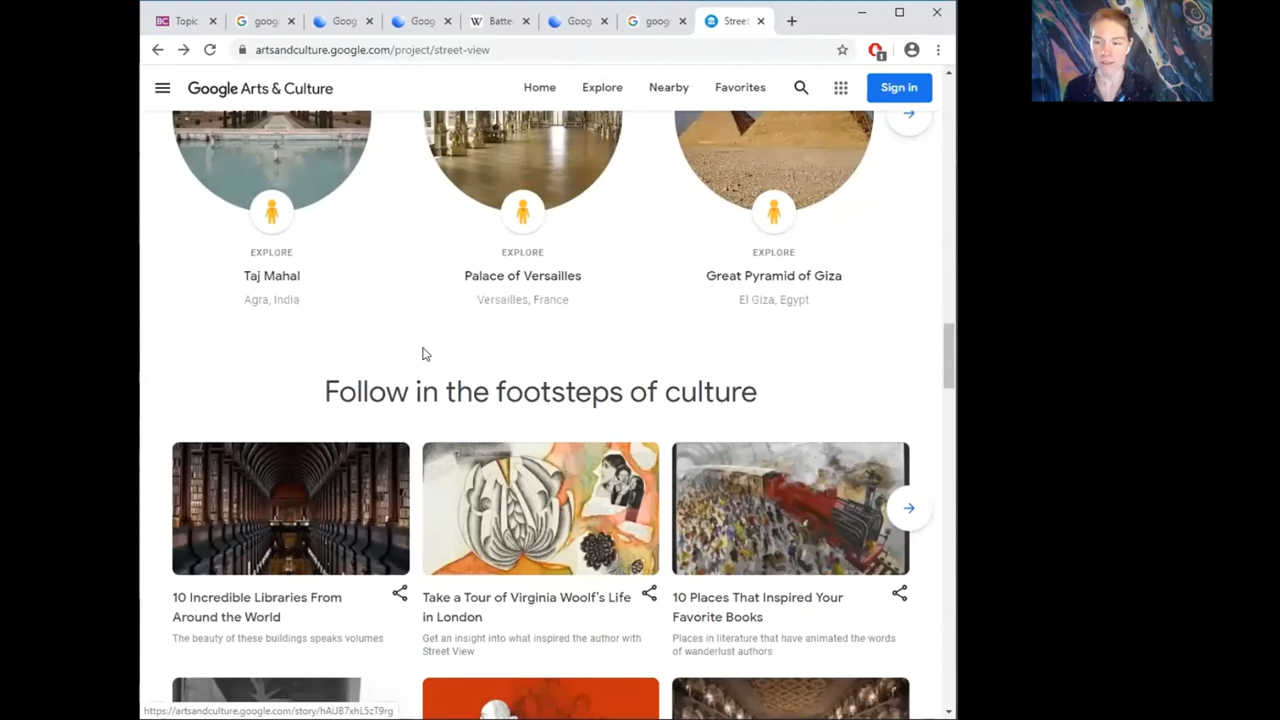 BC Topic
goog
Goog
Goog
W Batte
Goog
goog
Street
artsandculture.google.com/project/street-view
1
Google Arts & Culture
Home Explore Nearby Favorites
Sign in
EXPLORE EXPLORE EXPLORE
Taj Mahal Palace of Versailles Great Pyramid of Giza
Agra, India Versailles, France El Giza, Egypt
Follow in the footsteps of culture
10 Incredible Libraries From
Around the World
The beauty of these buildings speaks volumes
Take a Tour of Virginia Woolf's Life
in London
Get an insight into what inspired the author with
Street View
10 Places That Inspired Your
Favorite Books
Places in literature that have animated the words
of wanderlust authors
https://artsandculture.google.com/story/hAUB7xhL5zT9rg